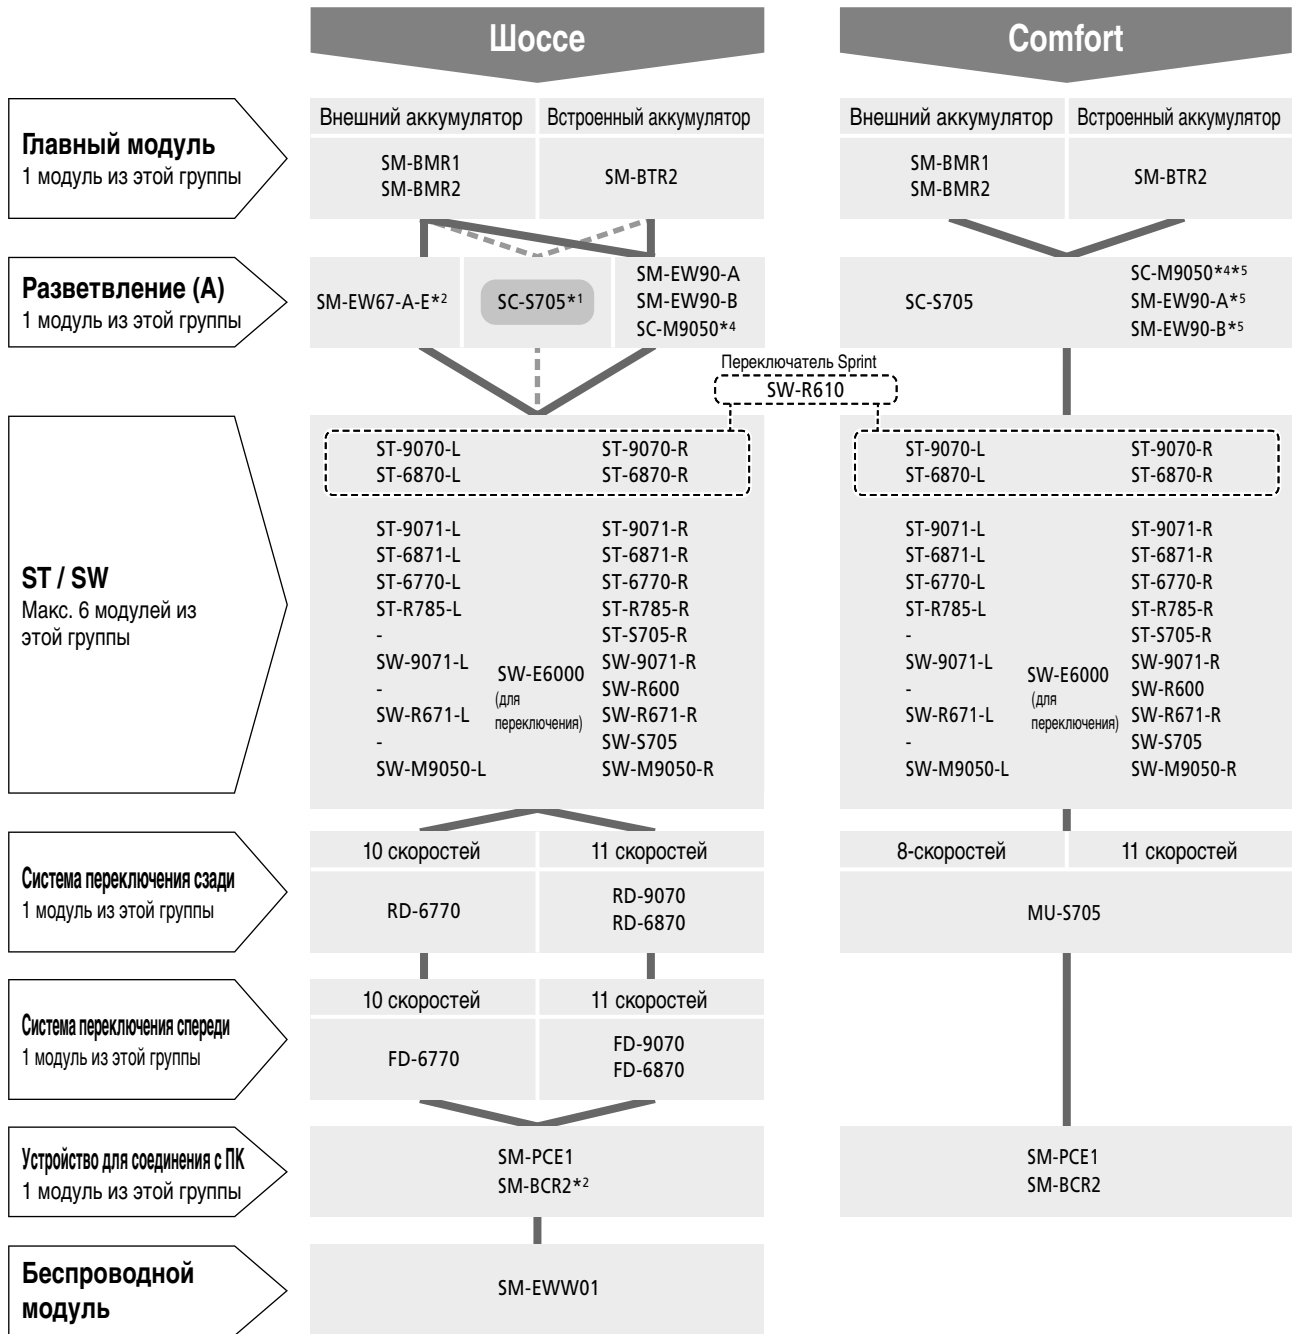 Шоссе
Comfort
Главный модуль
1 модуль из этой группы
Внешний аккумулятор
Встроенный аккумулятор
SM-BMR1
SM-BMR2
SM-BTR2
Внешний аккумулятор
Встроенный аккумулятор
SM-BMR1
SM-BMR2
SM-BTR2
Разветвление (A)
1 модуль из этой группы
SM-EW67-A-E*2
SC-S705*1
SM-EW90-A
SM-EW90-B
SC-M9050*4
SC-S705
SC-M9050*4*5
SM-EW90-A*5
SM-EW90-B*5
Переключатель Sprint
SW-R610
ST / SW
Макс. 6 модулей из
этой группы
ST-9070-L ST-9070-R
ST-6870-L ST-6870-R
ST-9071-L ST-9071-R
ST-6871-L ST-6871-R
ST-6770-L ST-6770-R
ST-R785-L ST-R785-R
- ST-S705-R
SW-9071-L SW-9071-R
- SW-R600
SW-R671-L SW-R671-R
- SW-S705
SW-M9050-L SW-M9050-R
SW-E6000
(для
переключения)
ST-9070-L ST-9070-R
ST-6870-L ST-6870-R
ST-9071-L ST-9071-R
ST-6871-L ST-6871-R
ST-6770-L ST-6770-R
ST-R785-L ST-R785-R
- ST-S705-R
SW-9071-L SW-9071-R
- SW-R600
SW-R671-L SW-R671-R
- SW-S705
SW-M9050-L SW-M9050-R
SW-E6000
(для
переключения)
Система переключения сзади
1 модуль из этой группы
10 скоростей
11 скоростей
RD-6770
RD-9070
RD-6870
8-скоростей
11 скоростей
MU-S705
Система переключения спереди
1 модуль из этой группы
10 скоростей
11 скоростей
FD-6770
FD-9070
FD-6870
Устройство для соединения с ПК
1 модуль из этой группы
SM-PCE1
SM-BCR2*2
SM-PCE1
SM-BCR2
Беспроводной
модуль
SM-EWW01